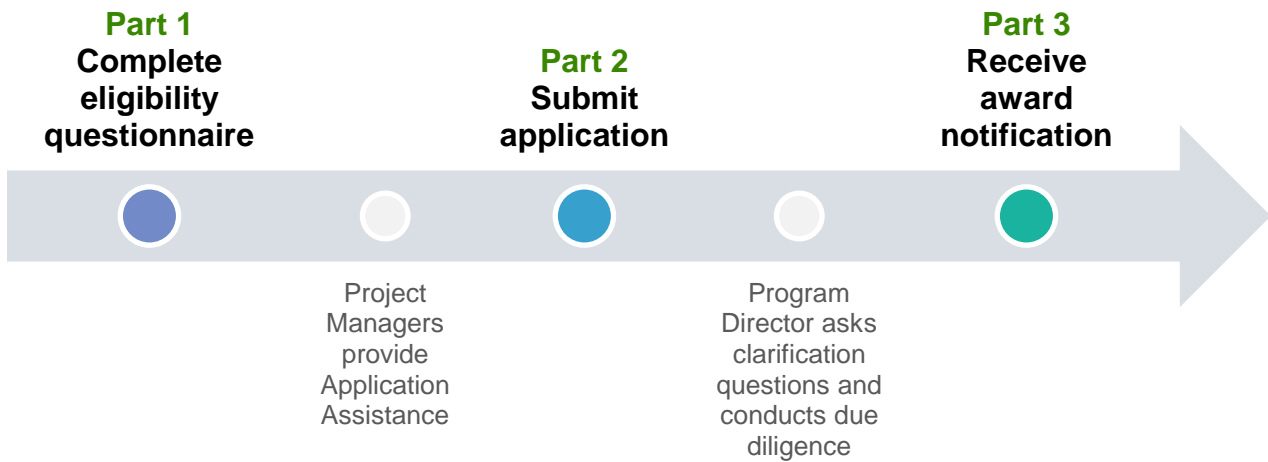 Part 1
Complete
eligibility
questionnaire
Project
Managers
provide
Application
Assistance
Part 2
Submit
application
Program
Director asks
clarification
questions and
conducts due
diligence
Part 3
Receive
award
notification